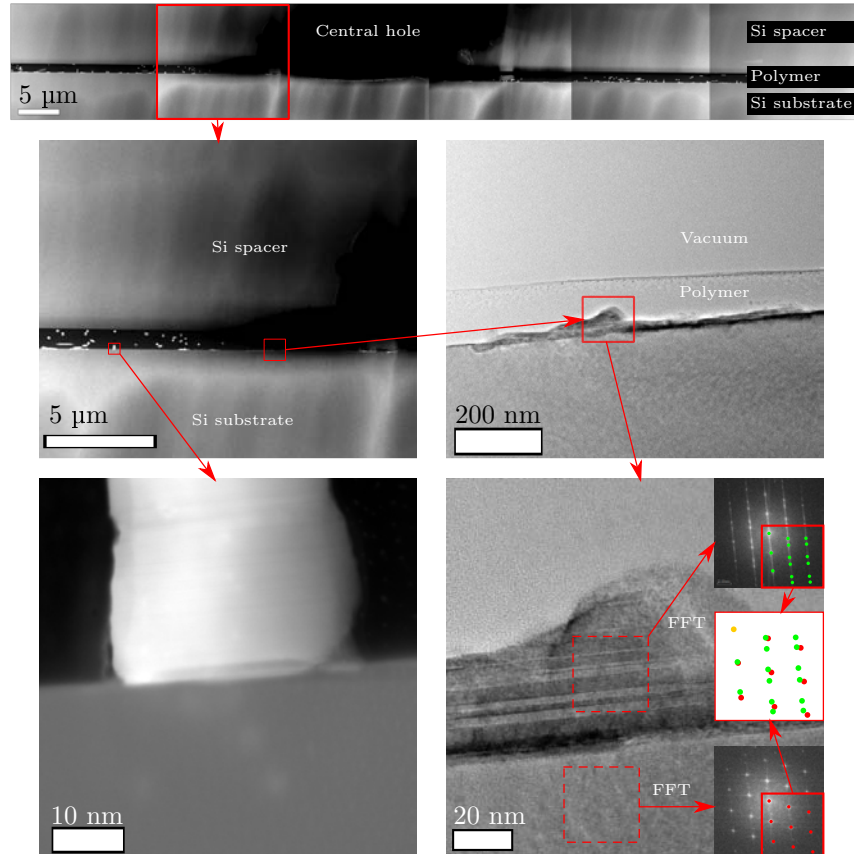 Central hole
Si spacer
Polymer
Si substrate
5 µm
Si spacer
Si substrate
5 µm
Vacuum
Polymer
200 nm
10 nm
FFT
FFT
20 nm